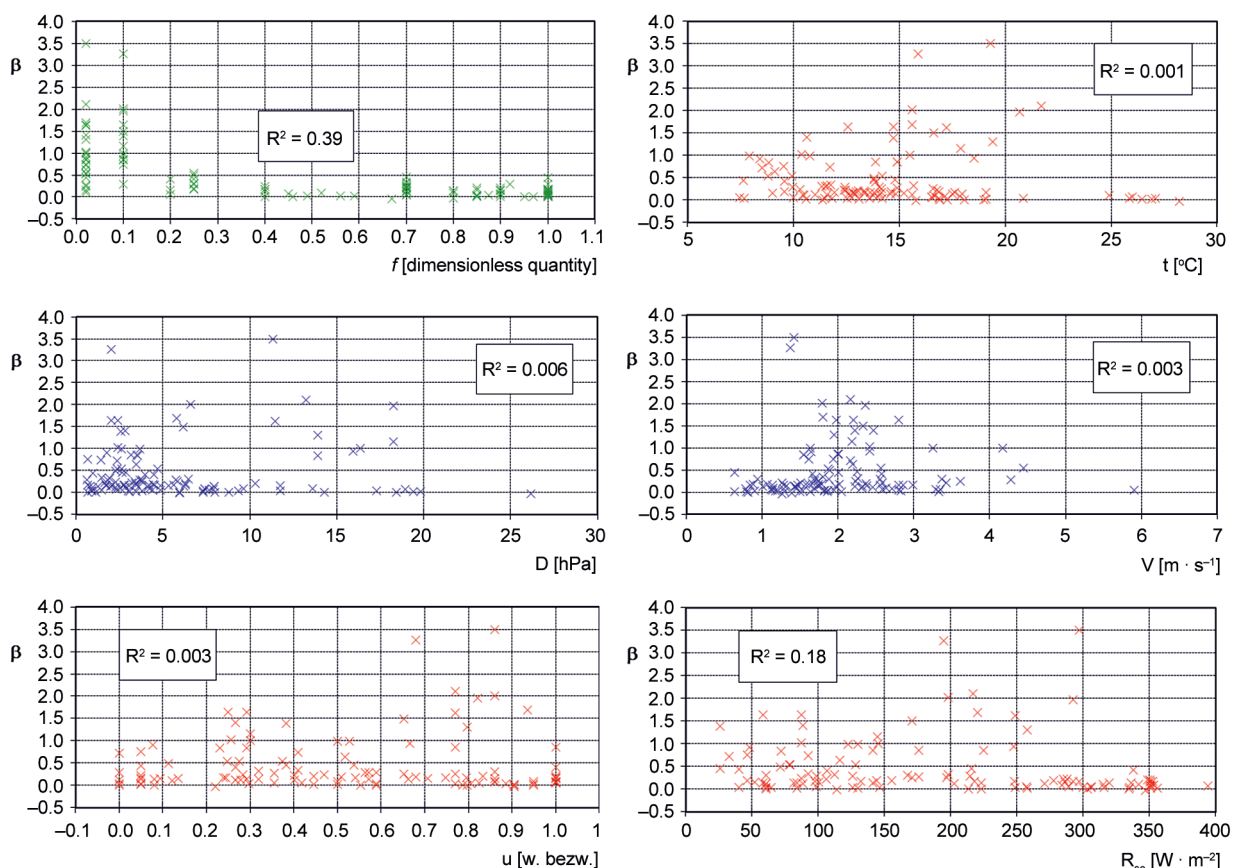 β
4.0
3.5
3.0
2.5
2.0
1.5
1.0
0.5
0.0
–0.5
R² = 0.39
0.0 0.1 0.2 0.3 0.4 0.5 0.6 0.7 0.8 0.9 1.0 1.1
f [dimensionless quantity]
β
4.0
3.5
3.0
2.5
2.0
1.5
1.0
0.5
0.0
–0.5
R² = 0.001
5 10 15 20 25 30
t [°C]
β
4.0
3.5
3.0
2.5
2.0
1.5
1.0
0.5
0.0
–0.5
R² = 0.006
0 5 10 15 20 25 30
D [hPa]
β
4.0
3.5
3.0
2.5
2.0
1.5
1.0
0.5
0.0
–0.5
R² = 0.003
0 1 2 3 4 5 6 7
V [m · s⁻¹]
β
4.0
3.5
3.0
2.5
2.0
1.5
1.0
0.5
0.0
–0.5
R² = 0.003
–0.1 0.0 0.1 0.2 0.3 0.4 0.5 0.6 0.7 0.8 0.9 1.0 1
u [w. bezw.]
β
4.0
3.5
3.0
2.5
2.0
1.5
1.0
0.5
0.0
–0.5
R² = 0.18
0 50 100 150 200 250 300 350 400
[W · m⁻²]